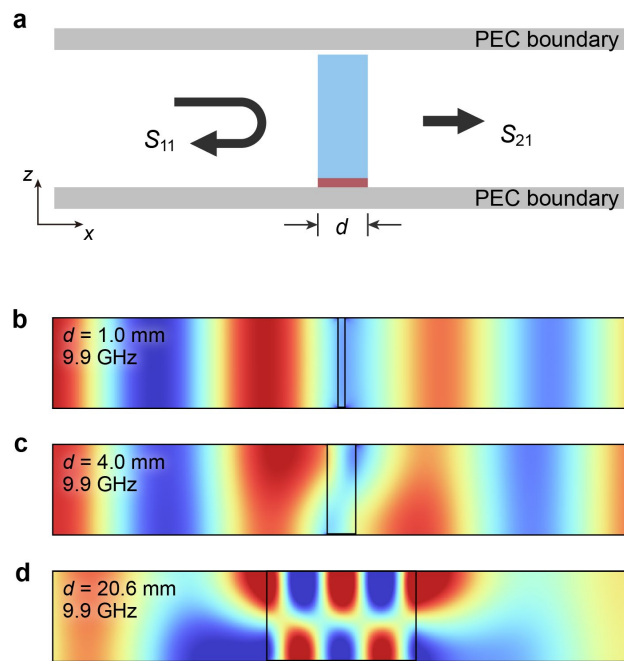 a
PEC boundary
S11
S21
z
PEC boundary
x
d
b
d = 1.0 mm
9.9 GHz
c
d = 4.0 mm
9.9 GHz
d
d = 20.6 mm
9.9 GHz